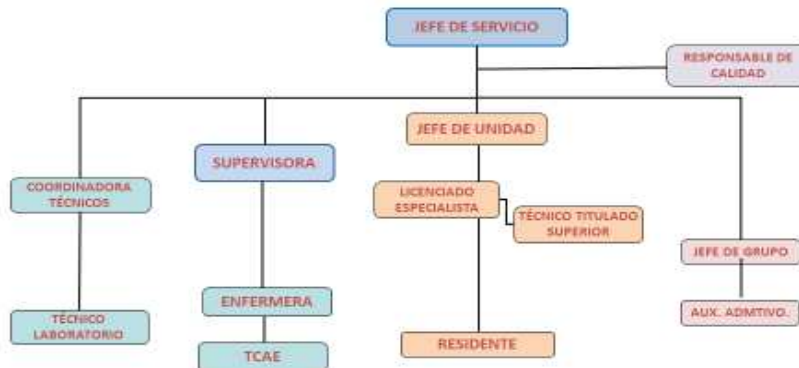 JEFE DE SERVICIO
RESPONSABLE DE
CALIDAD
JEFE DE UNIDAD
SUPERVISORA
COORDINADORA
TÉCNICOS
LICENCIADO
ESPECIALISTA
TÉCNICO TITULADO
SUPERIOR
JEFE DE GRUPO
ENFERMERA
AUX. ADMTIVO.
TÉCNICO
LABORATORIO
RESIDENTE
TCAE